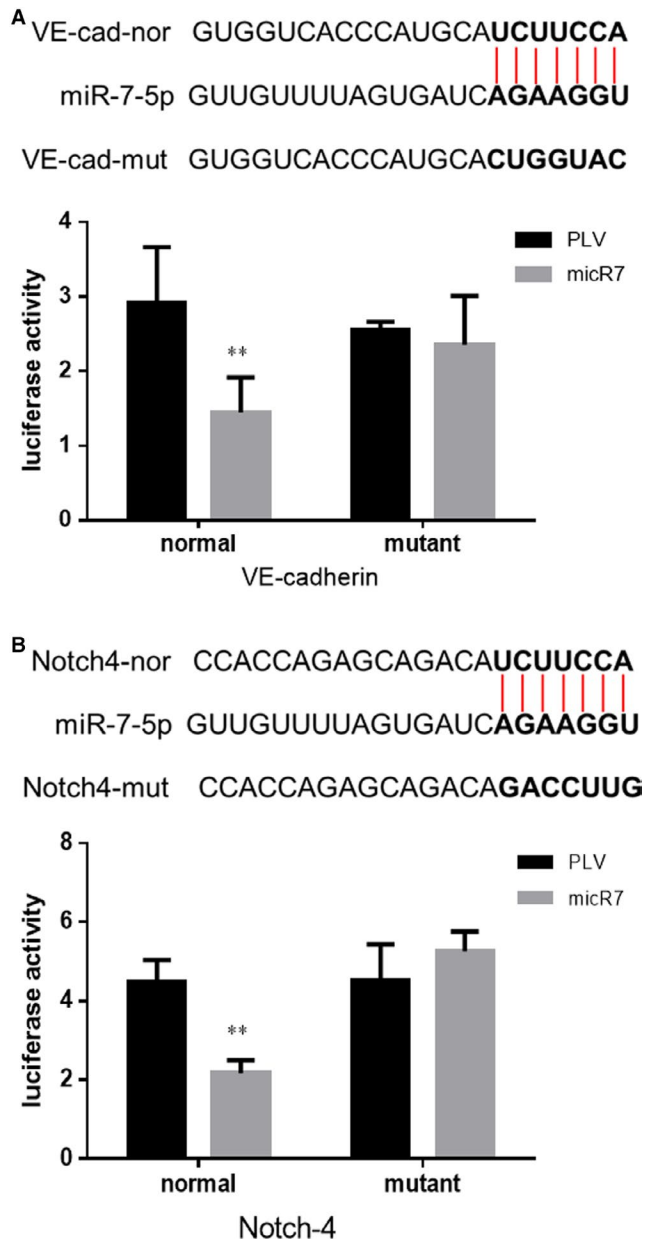 A
VE-cad-nor GUGGUCACCCAUGCAUCUUCCA
miR-7-5p GUUGUUUUAGUGAUCAGAAGGU
VE-cad-mut GUGGUCACCCAUGCACUGGUAC
4
3
2
1
0
luciferase activity
PLV
micR7
**
normal mutant
VE-cadherin
B
Notch4-nor CCACCAGAGCAGACAUCUUCCA
miR-7-5p GUUGUUUUAGUGAUCAGAAGGU
Notch4-mut CCACCAGAGCAGACAGACCUUG
8
6
4
2
0
luciferase activity
PLV
micR7
**
normal mutant
Notch-4